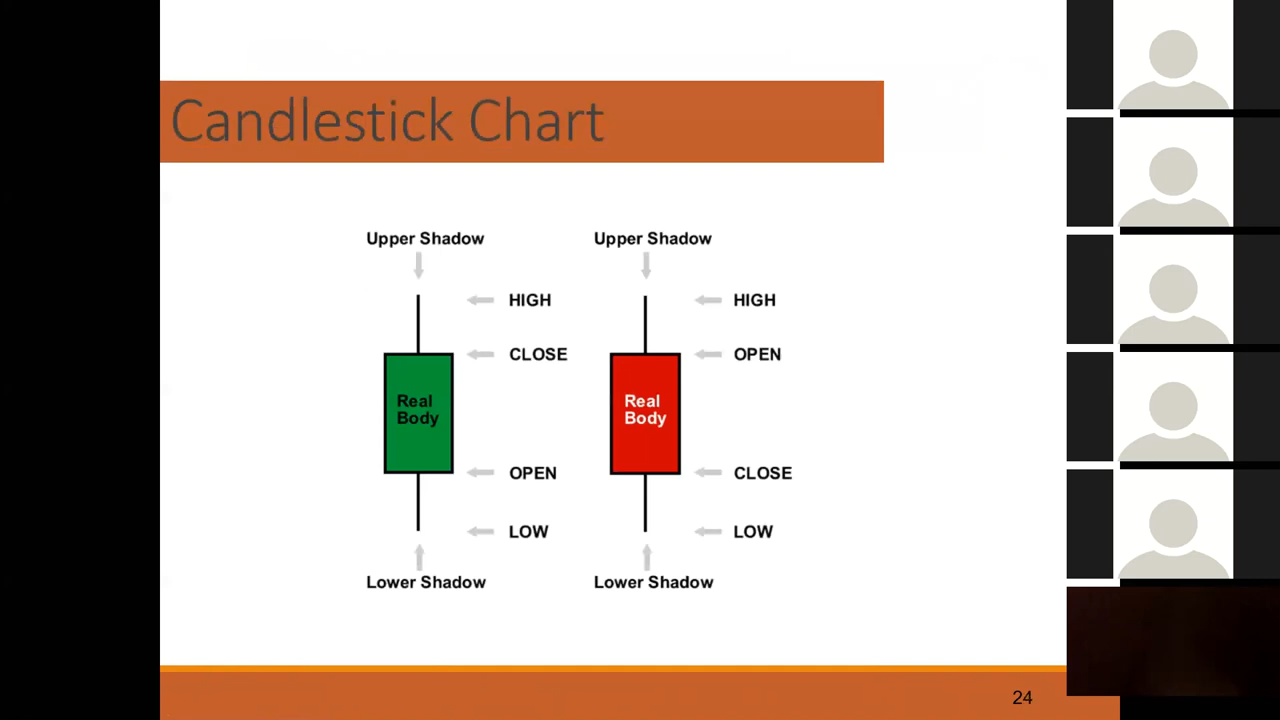 Candlestick Chart
Upper Shadow
Upper Shadow
HIGH
HIGH
CLOSE
OPEN
Real
Body
Real
Body
OPEN
CLOSE
LOW
LOW
Lower Shadow
Lower Shadow
24